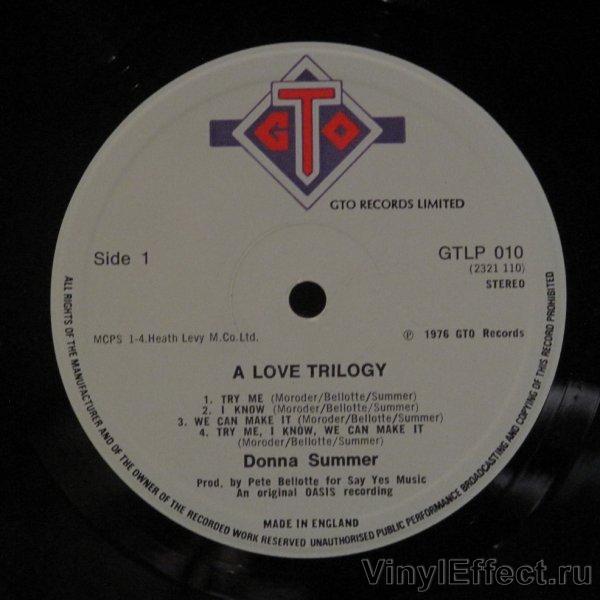 GTO
GTO RECORDS LIMITED
Side 1
GTLP 010
(2321 110)
STEREO
MCPS 1-4.Heath Levy M.Co.Ltd.
℗ 1976 GTO Records
A LOVE TRILOGY
1. TRY ME (Moroder/Bellotte/Summer)
2. I KNOW (Moroder/Bellotte/Summer)
3. WE CAN MAKE IT (Moroder/Bellotte/Summer)
4. TRY ME, I KNOW, WE CAN MAKE IT
(Moroder/Bellotte/Summer)
Donna Summer
Prod. by Pete Bellotte for Say Yes Music
An original OASIS recording
MADE IN ENGLAND
ALL RIGHTS OF THE MANUFACTURER AND OF THE OWNER OF THE RECORDED WORK RESERVED UNAUTHORISED PUBLIC PERFORMANCE BROADCASTING AND COPYING OF THIS RECORD PROHIBITED
VinylEffect.ru